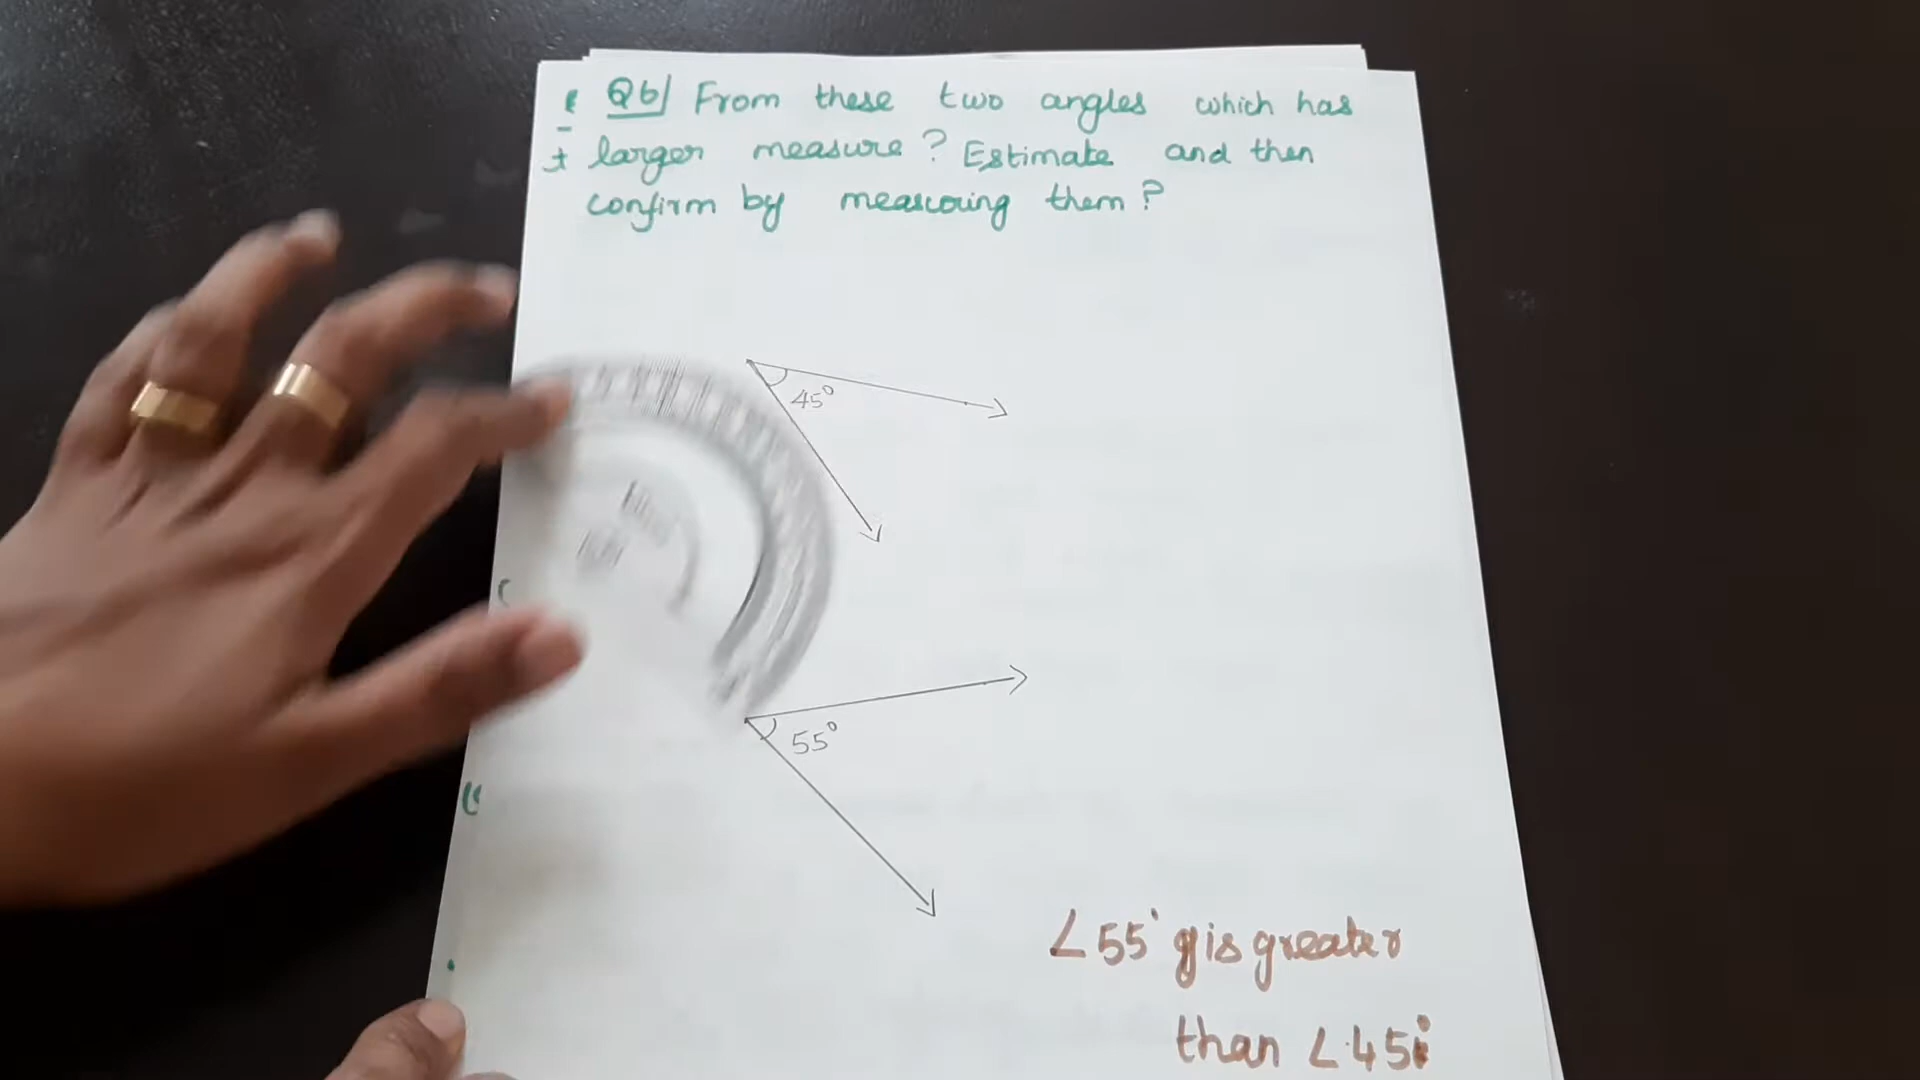 Q6 From these two angles which has
larger measure? Estimate and then
confirm by measuring them?
45°
55°
∠55° is greater
than ∠45°